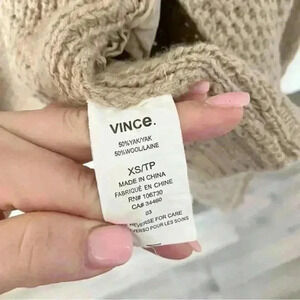 VINCe.
50%YAK/YAK
50%WOOL/LAINE
XS/TP
MADE IN CHINA
FABRIQUÉ EN CHINE
RN# 106730
CA# 34460
03
REVERSE FOR CARE
VERSO POUR LES SOINS